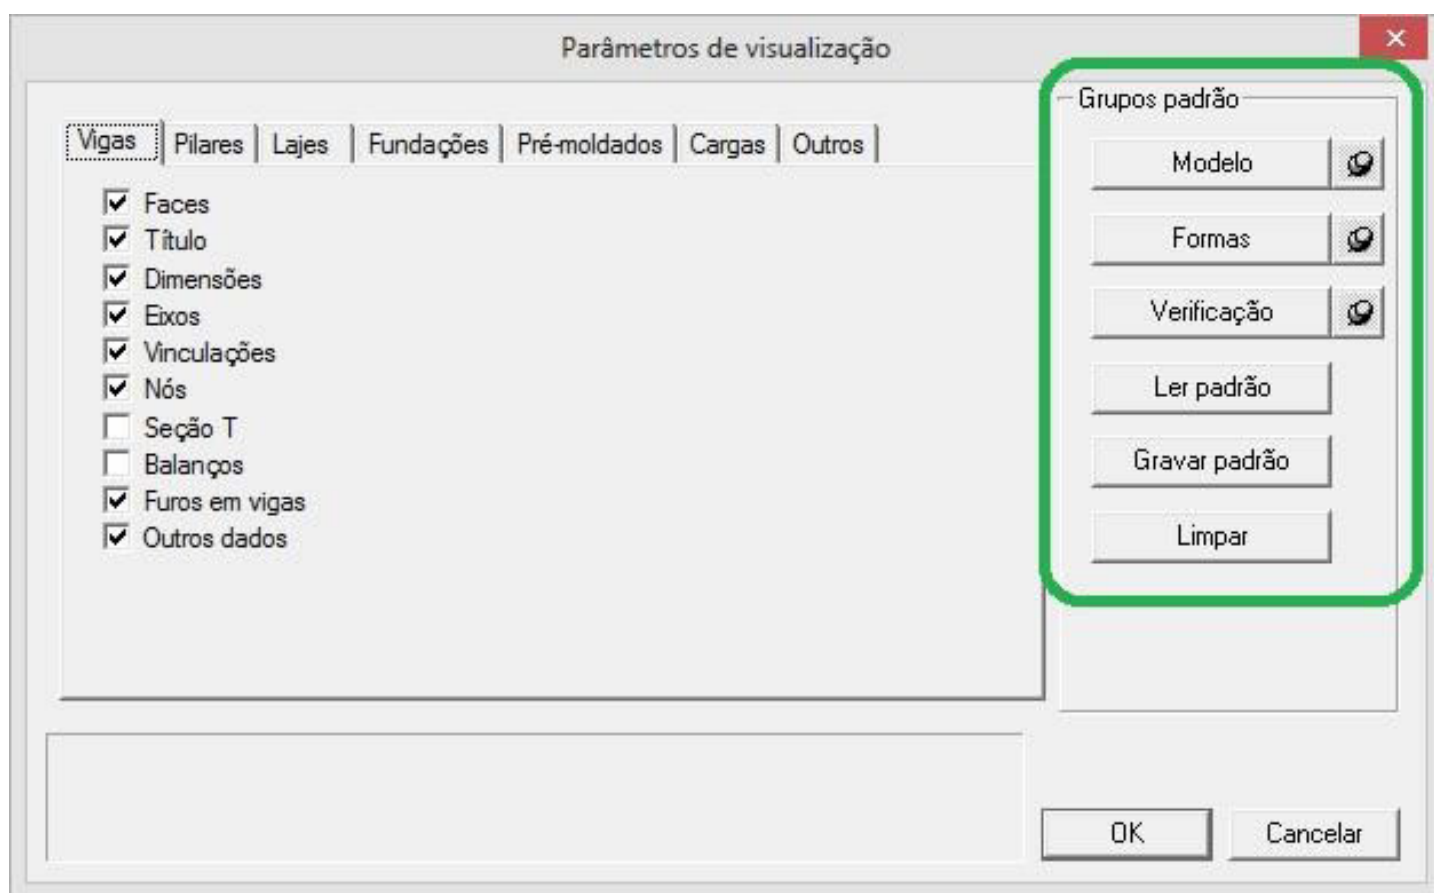 Parâmetros de visualização
Grupos padrão
Vigas Pilares Lajes Fundações Pré-moldados Cargas Outros
Faces
Título
Dimensões
Eixos
Vinculações
Nós
Seção T
Balanços
Furos em vigas
Outros dados
Modelo
Formas
Verificação
Ler padrão
Gravar padrão
Limpar
OK Cancelar